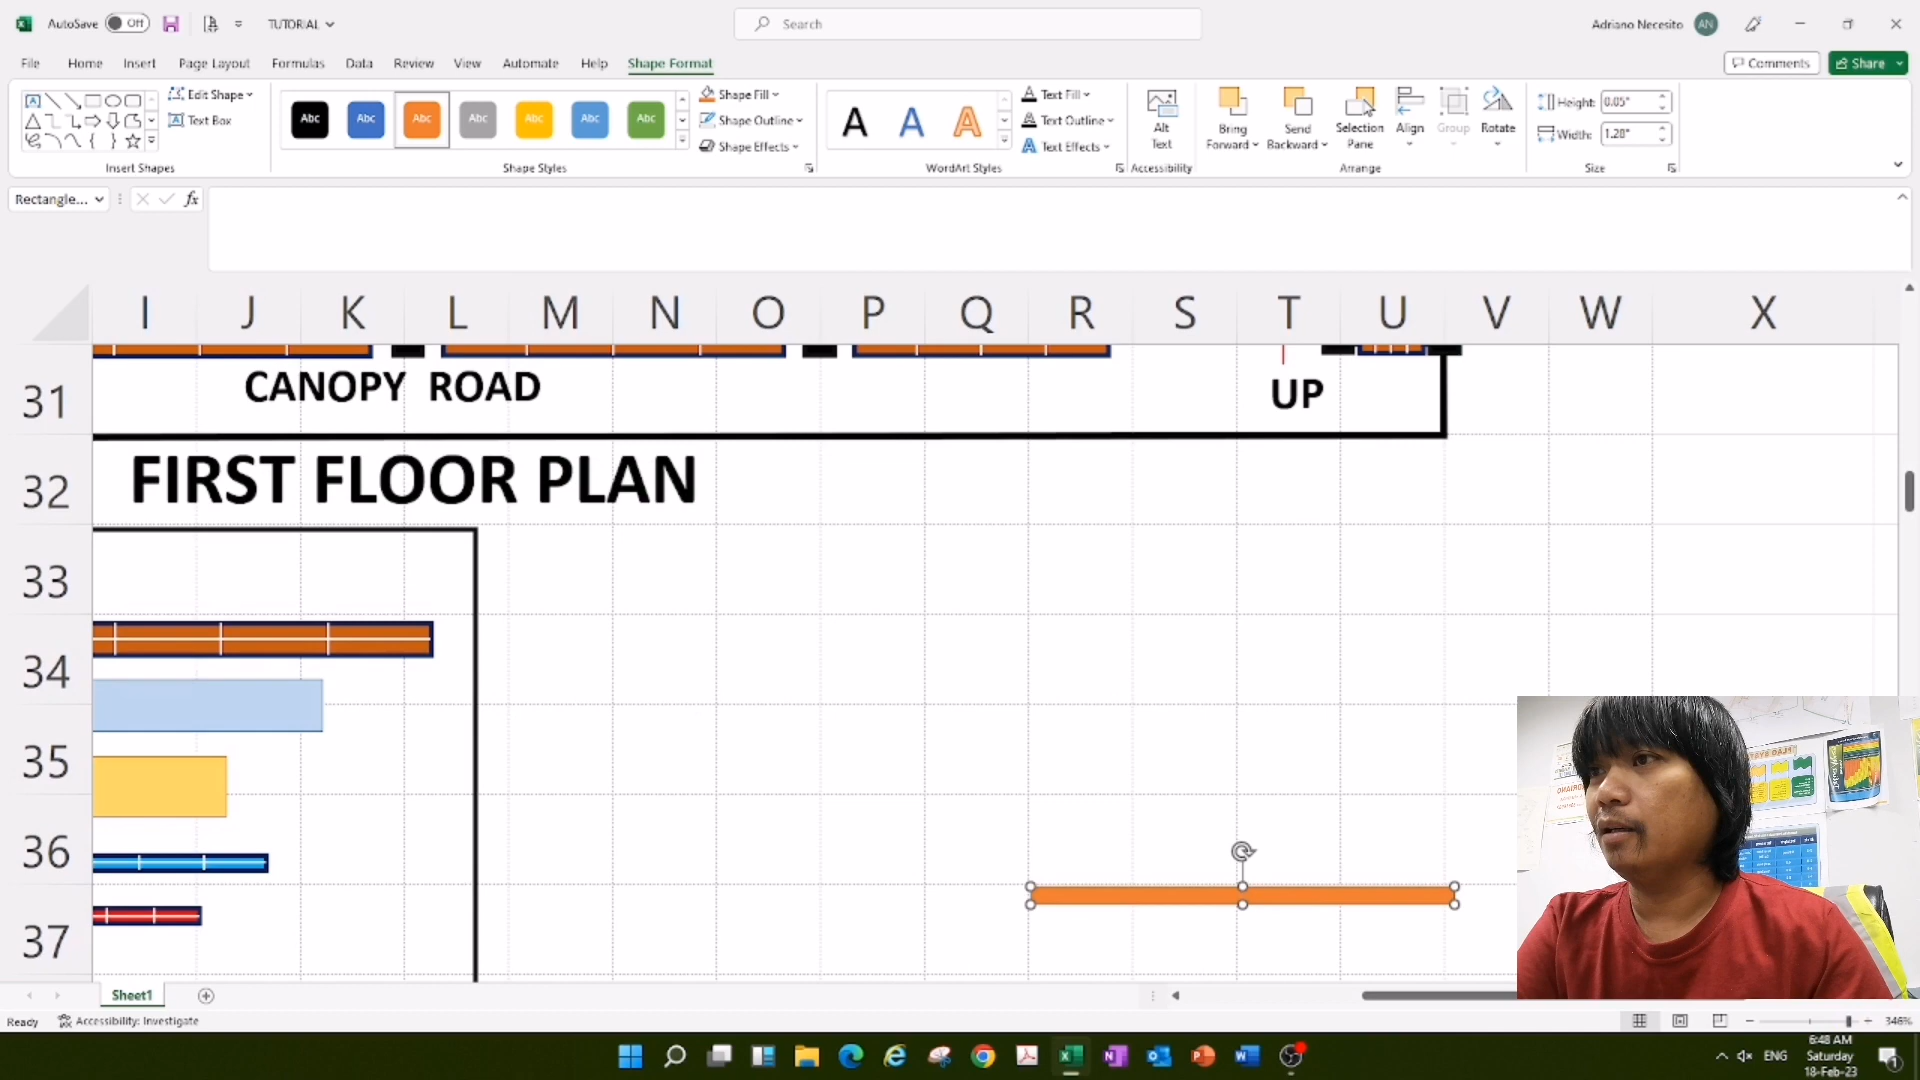 AutoSave Off TUTORIAL Search Adriano Necesito AN
File Home Insert Page Layout Formulas Data Review View Automate Help Shape Format Comments Share
Edit Shape
Text Box
Insert Shapes
Abc Abc Abc Abc Abc Abc Abc
Shape Fill
Shape Outline
Shape Effects
Shape Styles
A A A
Text Fill
Text Outline
Text Effects
WordArt Styles
Alt Text
Accessibility
Bring Forward
Send Backward
Selection Pane
Align
Group
Rotate
Arrange
Height: 0.05"
Width: 1.28"
Size
Rectangle... fx
I J K L M N O P Q R S T U V W X
31
CANOPY ROAD
UP
32
FIRST FLOOR PLAN
33
34
35
36
37
Sheet1
Ready Accessibility: Investigate 346%
ENG
6:48 AM
Saturday
18-Feb-23
1